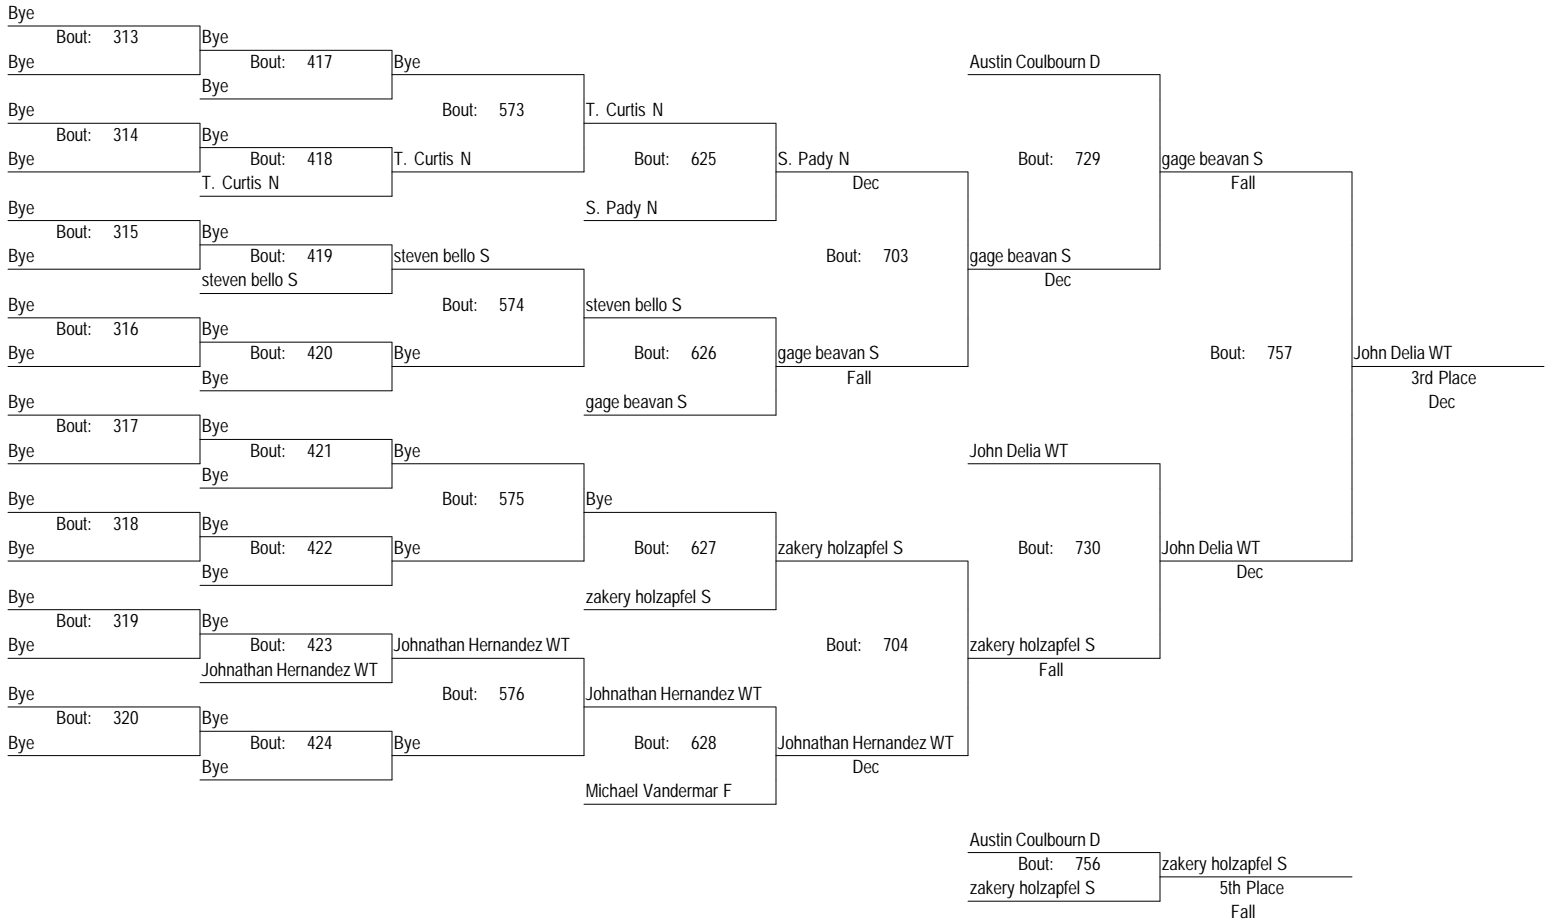 Bye
Bout: 313 Bye
Bye Bout: 417 Bye Austin Coulbourn D
Bye
Bye Bout: 573 T. Curtis N
Bout: 314 Bye
Bye Bout: 418 T. Curtis N Bout: 625 S. Pady N Bout: 729 gage beavan S
T. Curtis N Dec Fall
Bye S. Pady N
Bout: 315 Bye
Bye Bout: 419 steven bello S Bout: 703 gage beavan S
steven bello S Dec
Bye Bout: 574 steven bello S
Bout: 316 Bye
Bye Bout: 420 Bye Bout: 626 gage beavan S Bout: 757 John Delia WT
Bye Fall 3rd Place
Bye gage beavan S Dec
Bout: 317 Bye
Bye Bout: 421 Bye John Delia WT
Bye
Bye Bout: 575 Bye
Bout: 318 Bye
Bye Bout: 422 Bye Bout: 627 zakery holzapfel S Bout: 730 John Delia WT
Bye Dec
Bye zakery holzapfel S
Bout: 319 Bye
Bye Bout: 423 Johnathan Hernandez WT Bout: 704 zakery holzapfel S
Johnathan Hernandez WT Fall
Bye Bout: 576 Johnathan Hernandez WT
Bout: 320 Bye
Bye Bout: 424 Bye Bout: 628 Johnathan Hernandez WT
Bye Dec
Michael Vandermar F
Austin Coulbourn D
Bout: 756 zakery holzapfel S
zakery holzapfel S 5th Place
Fall